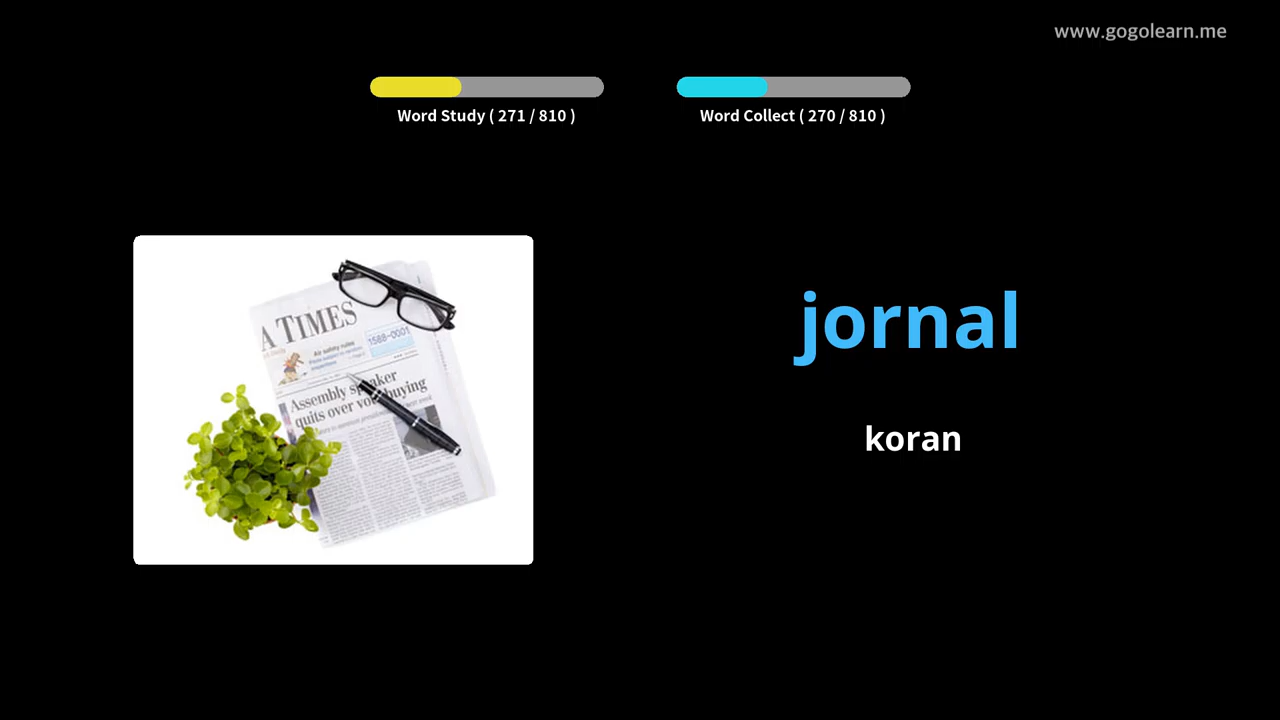 www.gogolearn.me
Word Study ( 271 / 810 )
Word Collect ( 270 / 810 )
A TIMES
Air safety rules
1588-0001
Assembly speaker
quits over vote buying
jornal
koran